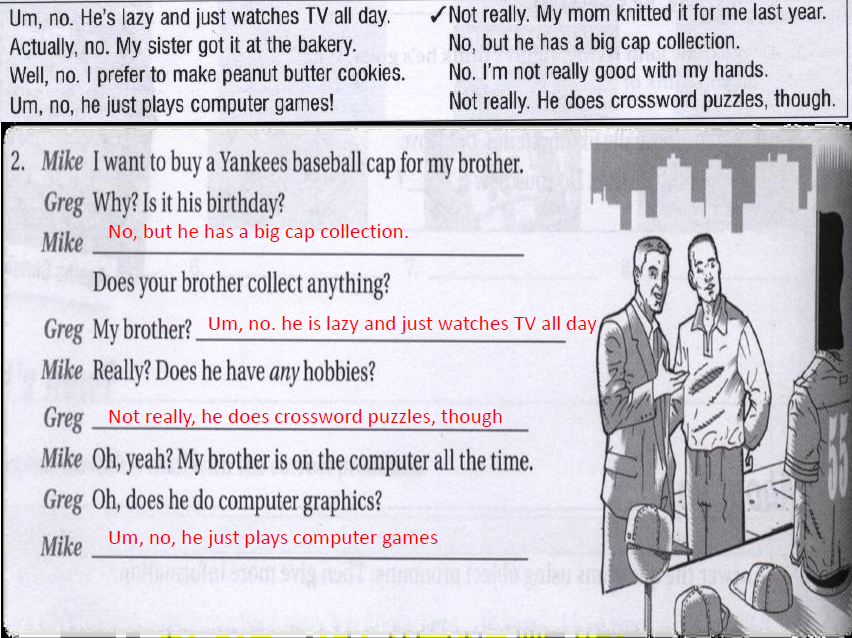 Um, no. He's lazy and just watches TV all day.
Actually, no. My sister got it at the bakery.
Well, no. I prefer to make peanut butter cookies.
Um, no, he just plays computer games!
✓Not really. My mom knitted it for me last year.
No, but he has a big cap collection.
No. I'm not really good with my hands.
Not really. He does crossword puzzles, though.
2. Mike I want to buy a Yankees baseball cap for my brother.
Greg Why? Is it his birthday?
Mike No, but he has a big cap collection.
Does your brother collect anything?
Greg My brother? Um, no. he is lazy and just watches TV all day
Mike Really? Does he have any hobbies?
Greg Not really, he does crossword puzzles, though
Mike Oh, yeah? My brother is on the computer all the time.
Greg Oh, does he do computer graphics?
Mike Um, no, he just plays computer games
55